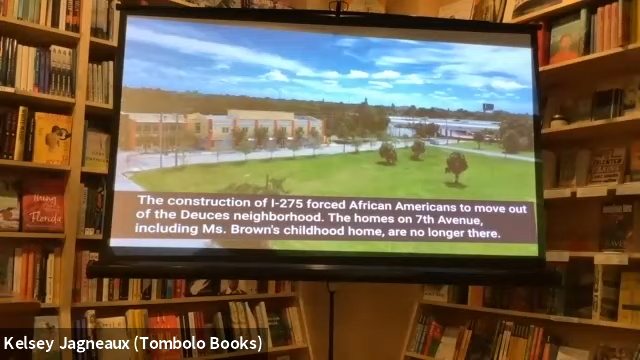 The construction of I-275 forced African Americans to move out
of the Deuces neighborhood. The homes on 7th Avenue,
including Ms. Brown's childhood home, are no longer there.
Florida
Kelsey Jagneaux (Tombolo Books)